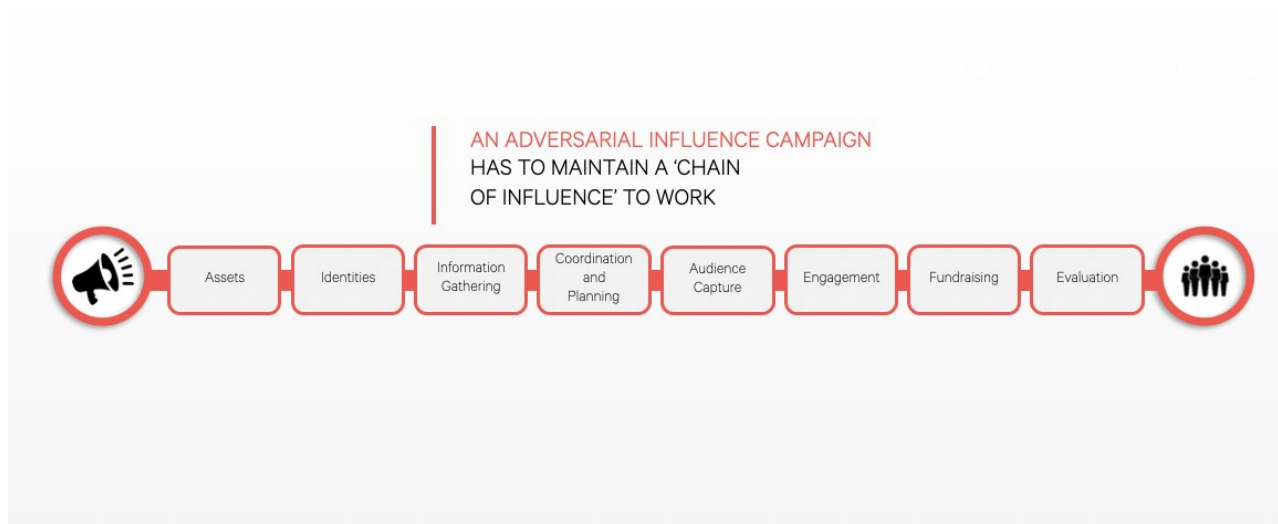 AN ADVERSARIAL INFLUENCE CAMPAIGN
HAS TO MAINTAIN A ‘CHAIN
OF INFLUENCE’ TO WORK
Assets
Identities
Information
Gathering
Coordination
and
Planning
Audience
Capture
Engagement
Fundraising
Evaluation